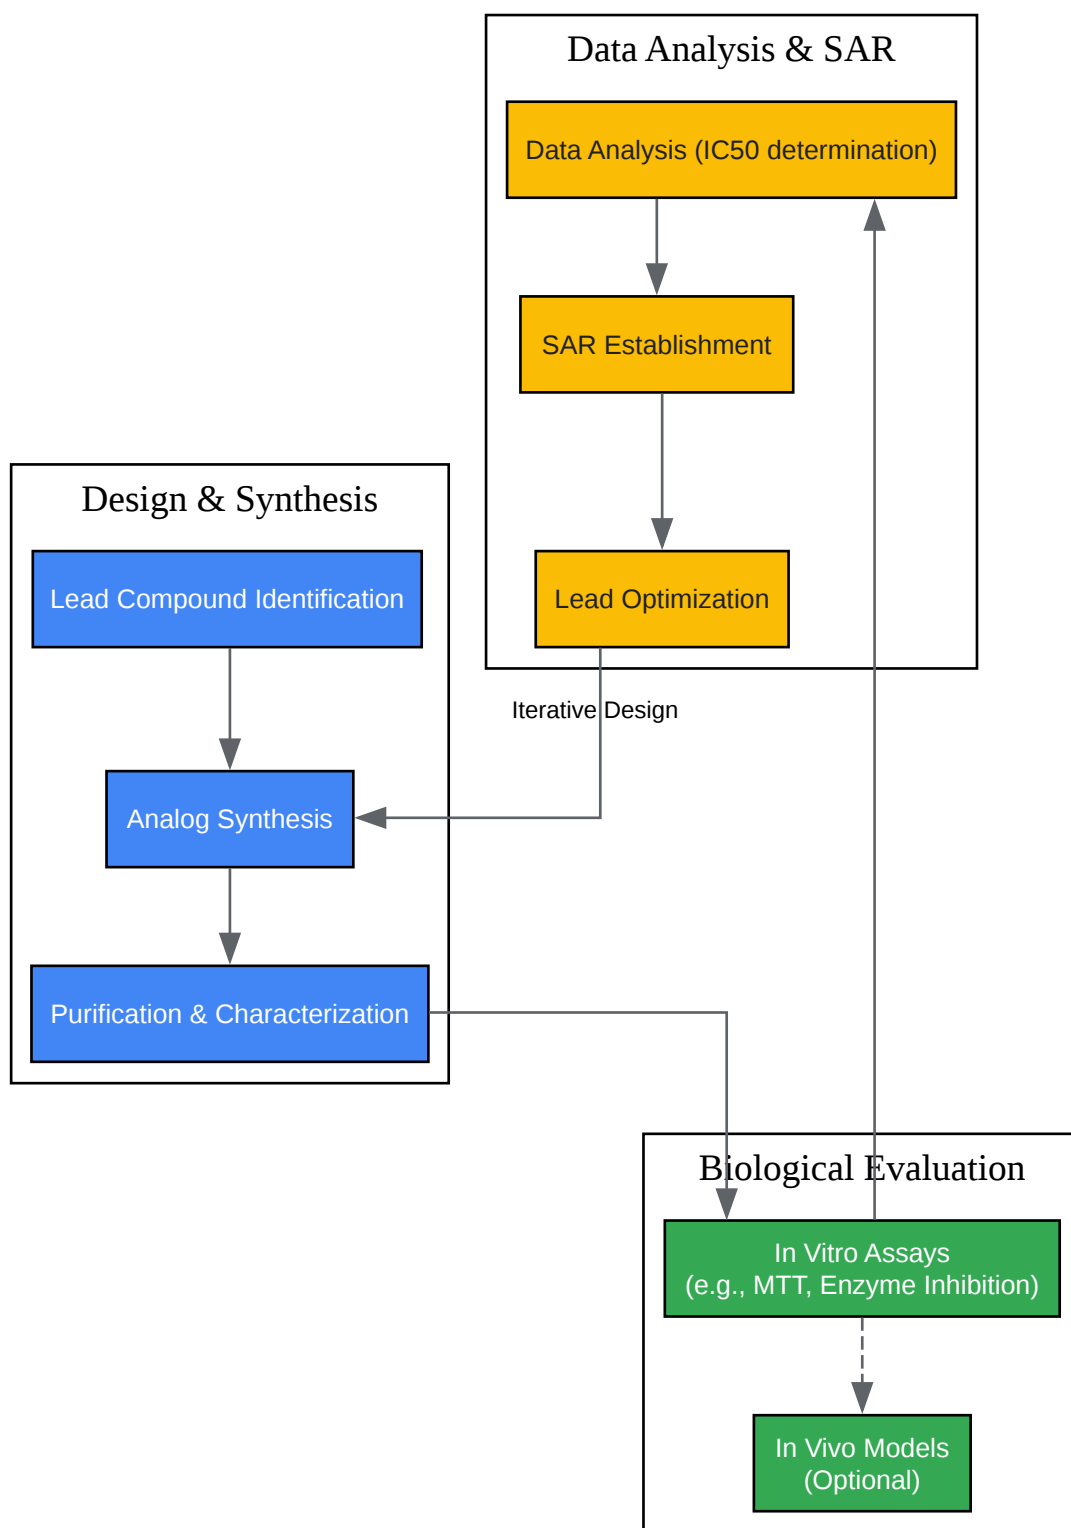 Data Analysis & SAR
Data Analysis (IC50 determination)
SAR Establishment
Lead Optimization
Iterative Design
Design & Synthesis
Lead Compound Identification
Analog Synthesis
Purification & Characterization
Biological Evaluation
In Vitro Assays
(e.g., MTT, Enzyme Inhibition)
In Vivo Models
(Optional)